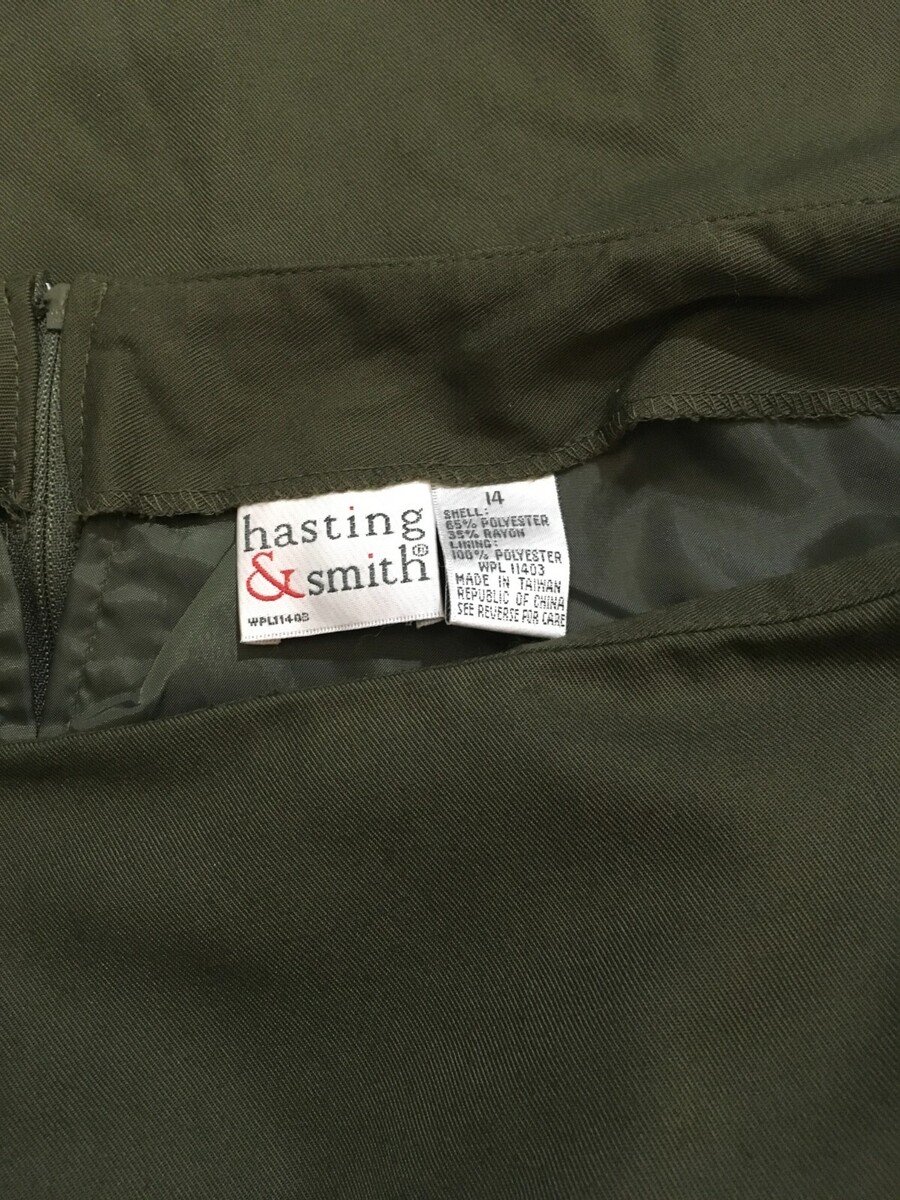 hasting
&smith®
WPL11403
14
SHELL:
65% POLYESTER
35% RAYON
LINING:
100% POLYESTER
WPL 11403
MADE IN TAIWAN
REPUBLIC OF CHINA
SEE REVERSE FOR CARE